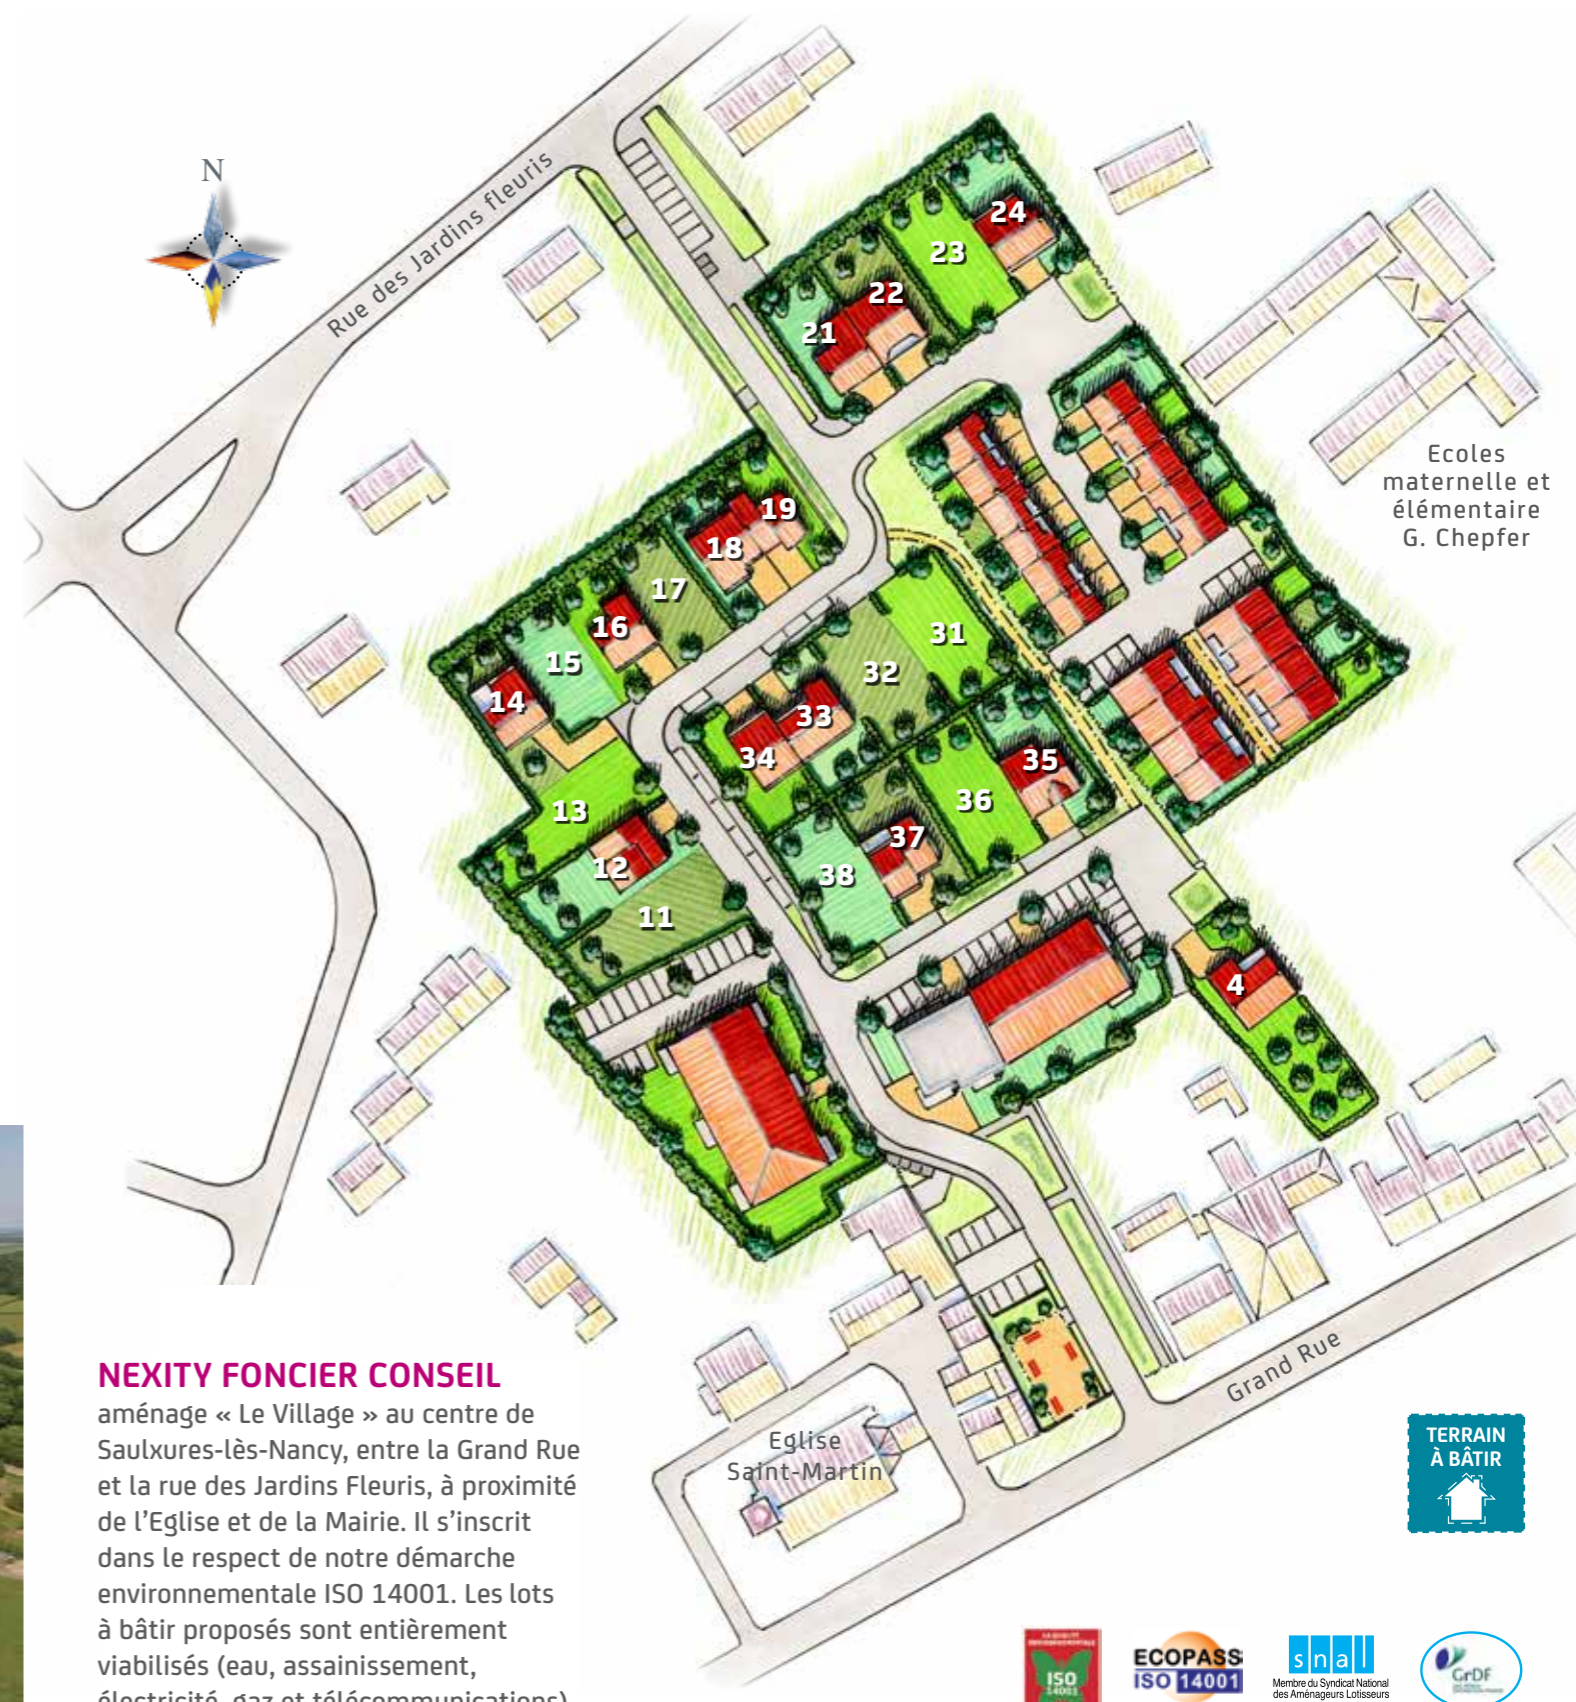 N
Rue des Jardins fleuris
24
23
22
21
19
18
17
16
15
14
13
12
11
31
32
33
34
35
36
37
38
4
Ecoles
maternelle et
élémentaire
G. Chepfer
Grand Rue
Eglise
Saint-Martin
NEXITY FONCIER CONSEIL
aménage « Le Village » au centre de
Saulxures-lès-Nancy, entre la Grand Rue
et la rue des Jardins Fleuris, à proximité
de l'Eglise et de la Mairie. Il s'inscrit
dans le respect de notre démarche
environnementale ISO 14001. Les lots
à bâtir proposés sont entièrement
viabilisés (eau, assainissement,
électricité, gaz et télécommunications)
TERRAIN
À BÂTIR
ISO
14001
ECOPASS
ISO 14001
snal
Membre du Syndicat National
des Aménageurs Lotisseurs
GrDF